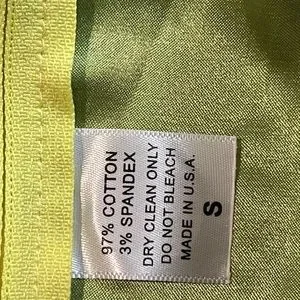 97% COTTON
3% SPANDEX
DRY CLEAN ONLY
DO NOT BLEACH
MADE IN U.S.A.
S